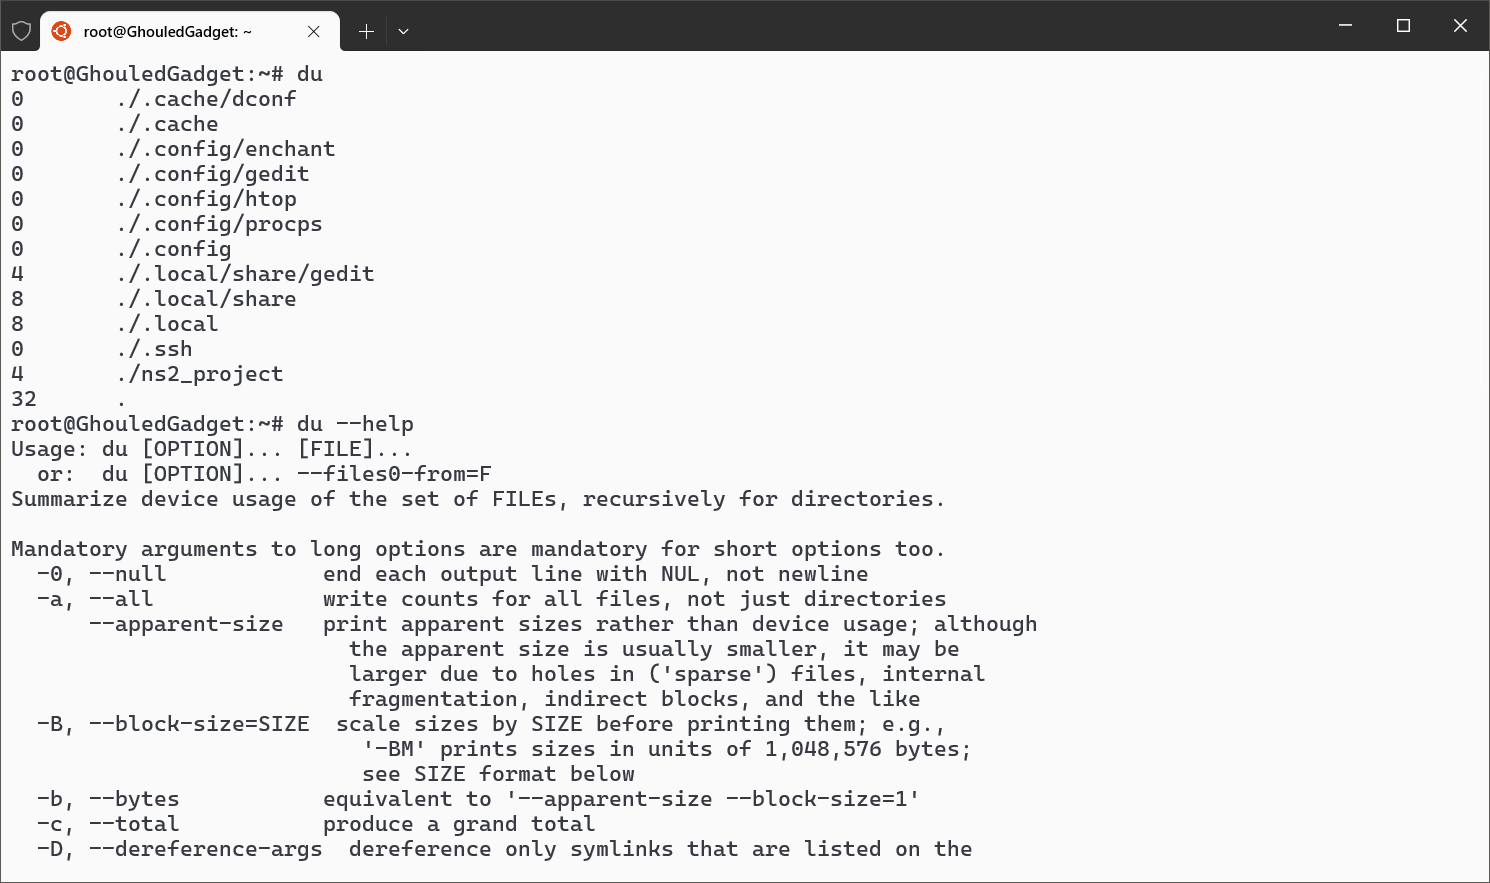 root@GhouledGadget: ~
root@GhouledGadget:~# du
0       ./.cache/dconf
0       ./.cache
0       ./.config/enchant
0       ./.config/gedit
0       ./.config/htop
0       ./.config/procps
0       ./.config
4       ./.local/share/gedit
8       ./.local/share
8       ./.local
0       ./.ssh
4       ./ns2_project
32      .
root@GhouledGadget:~# du --help
Usage: du [OPTION]... [FILE]...
  or:  du [OPTION]... --files0-from=F
Summarize device usage of the set of FILEs, recursively for directories.

Mandatory arguments to long options are mandatory for short options too.
  -0, --null            end each output line with NUL, not newline
  -a, --all             write counts for all files, not just directories
      --apparent-size   print apparent sizes rather than device usage; although
                          the apparent size is usually smaller, it may be
                          larger due to holes in ('sparse') files, internal
                          fragmentation, indirect blocks, and the like
  -B, --block-size=SIZE  scale sizes by SIZE before printing them; e.g.,
                           '-BM' prints sizes in units of 1,048,576 bytes;
                           see SIZE format below
  -b, --bytes           equivalent to '--apparent-size --block-size=1'
  -c, --total           produce a grand total
  -D, --dereference-args  dereference only symlinks that are listed on the